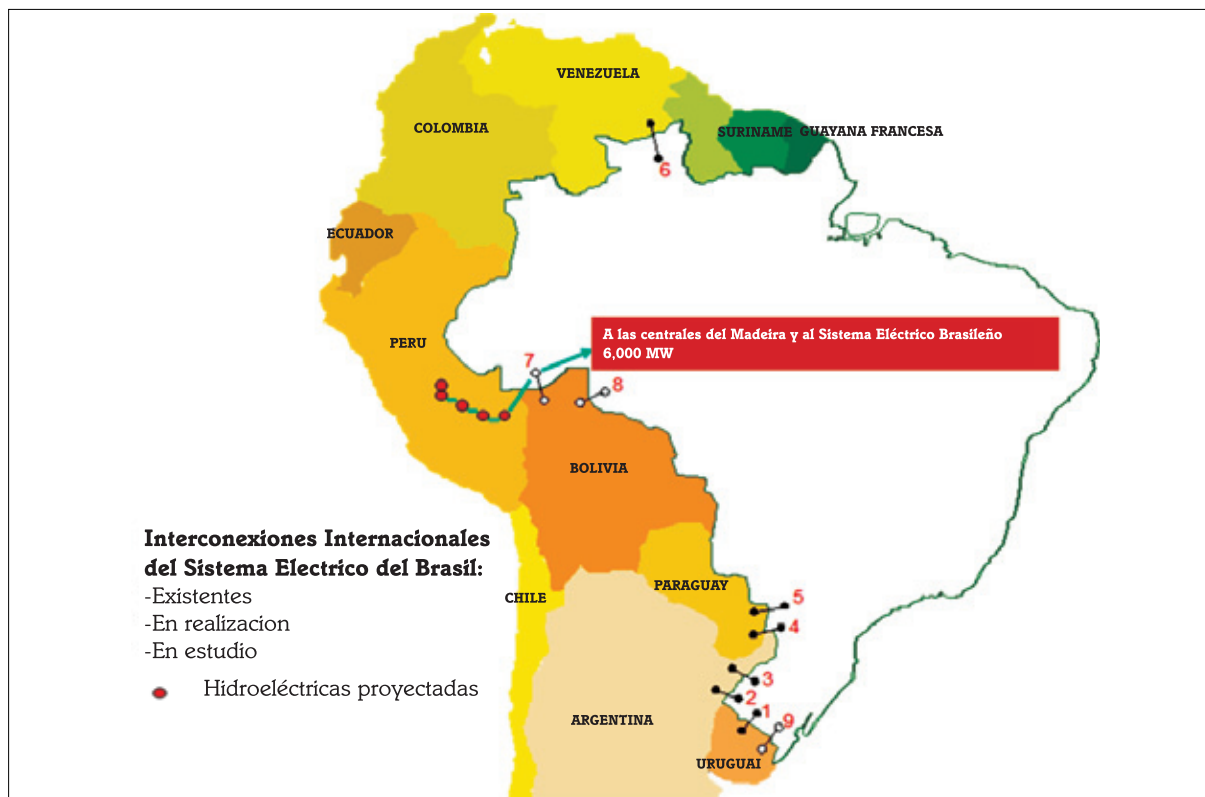 VENEZUELA
COLOMBIA
SURINAME
GUAYANA FRANCESA
6
ECUADOR
A las centrales del Madeira y al Sistema Eléctrico Brasileño
6,000 MW
PERU
7
8
BOLIVIA
Interconexiones Internacionales
del Sistema Electrico del Brasil:
-Existentes
-En realizacion
-En estudio
Hidroeléctricas proyectadas
CHILE
PARAGUAY
5
4
3
2
1
9
ARGENTINA
URUGUAI